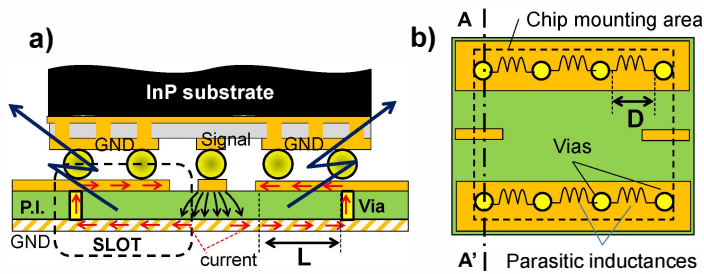 a)
InP substrate
GND
Signal
GND
P.I.
Via
GND
SLOT
current
L
b)
A
Chip mounting area
D
Vias
A'
Parasitic inductances